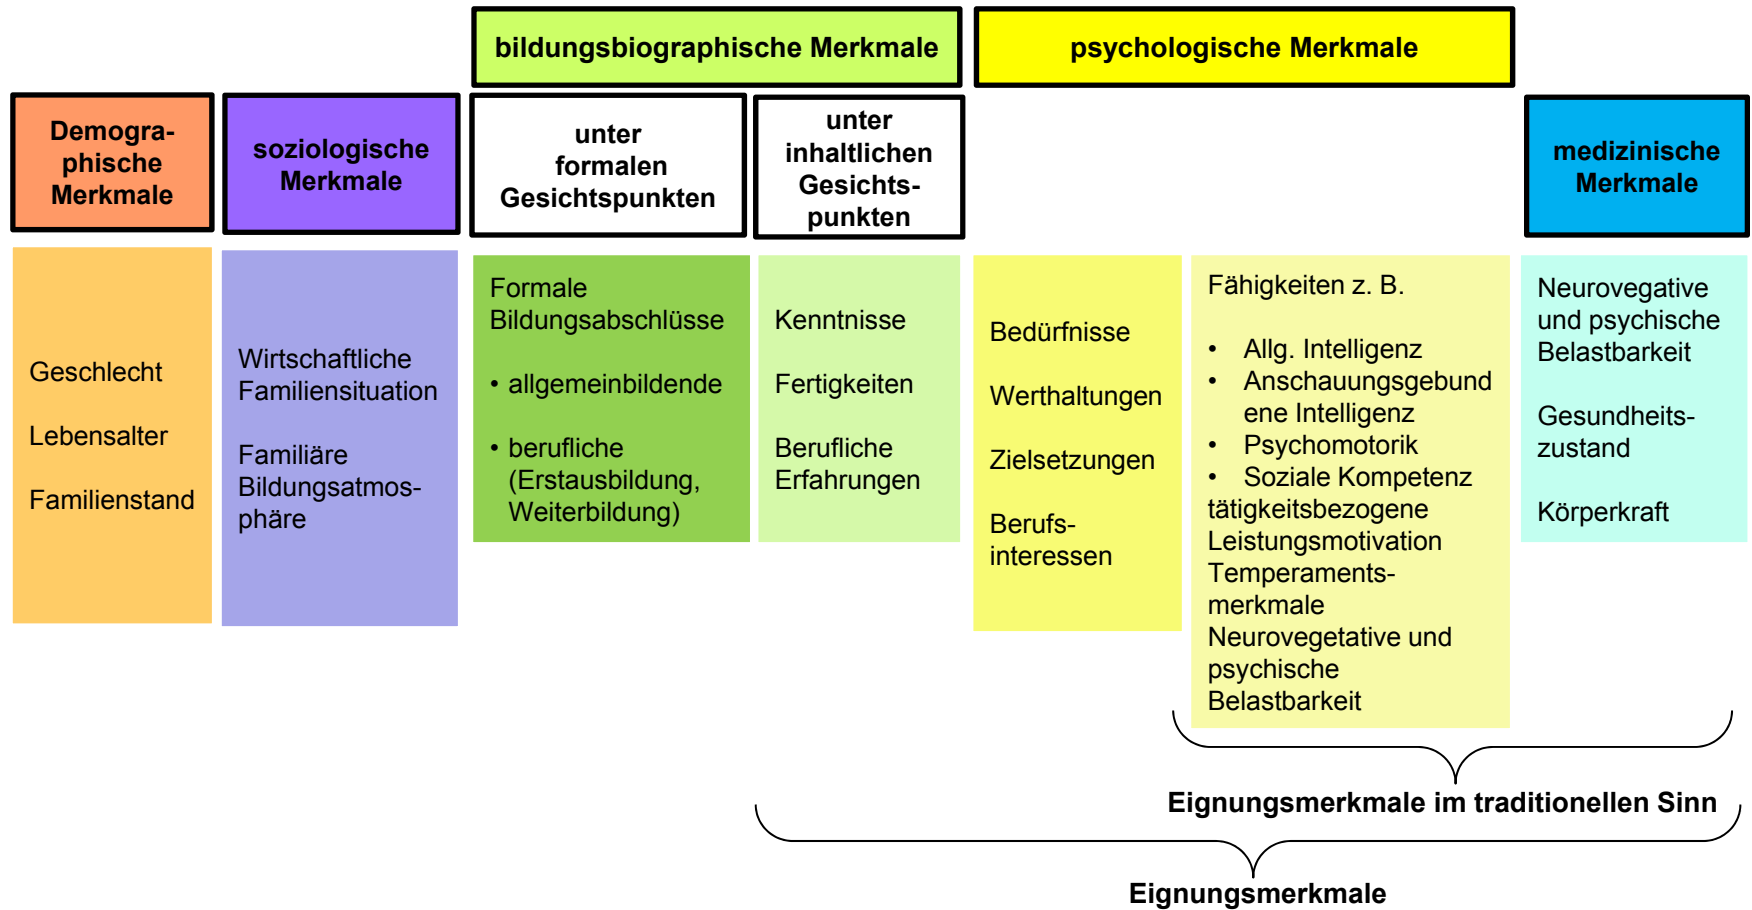 bildungsbiographische Merkmale
psychologische Merkmale
Demogra-
phische
Merkmale
soziologische
Merkmale
unter
formalen
Gesichtspunkten
unter
inhaltlichen
Gesichts-
punkten
medizinische
Merkmale
Geschlecht
Lebensalter
Familienstand
Wirtschaftliche
Familiensituation
Familiäre
Bildungsatmos-
phäre
Formale
Bildungsabschlüsse
• allgemeinbildende
• berufliche
(Erstausbildung,
Weiterbildung)
Kenntnisse
Fertigkeiten
Berufliche
Erfahrungen
Bedürfnisse
Werthaltungen
Zielsetzungen
Berufs-
interessen
Fähigkeiten z. B.
• Allg. Intelligenz
• Anschauungsgebund
ene Intelligenz
• Psychomotorik
• Soziale Kompetenz
tätigkeitsbezogene
Leistungsmotivation
Temperaments-
merkmale
Neurovegetative und
psychische
Belastbarkeit
Neurovegative
und psychische
Belastbarkeit
Gesundheits-
zustand
Körperkraft
Eignungsmerkmale im traditionellen Sinn
Eignungsmerkmale